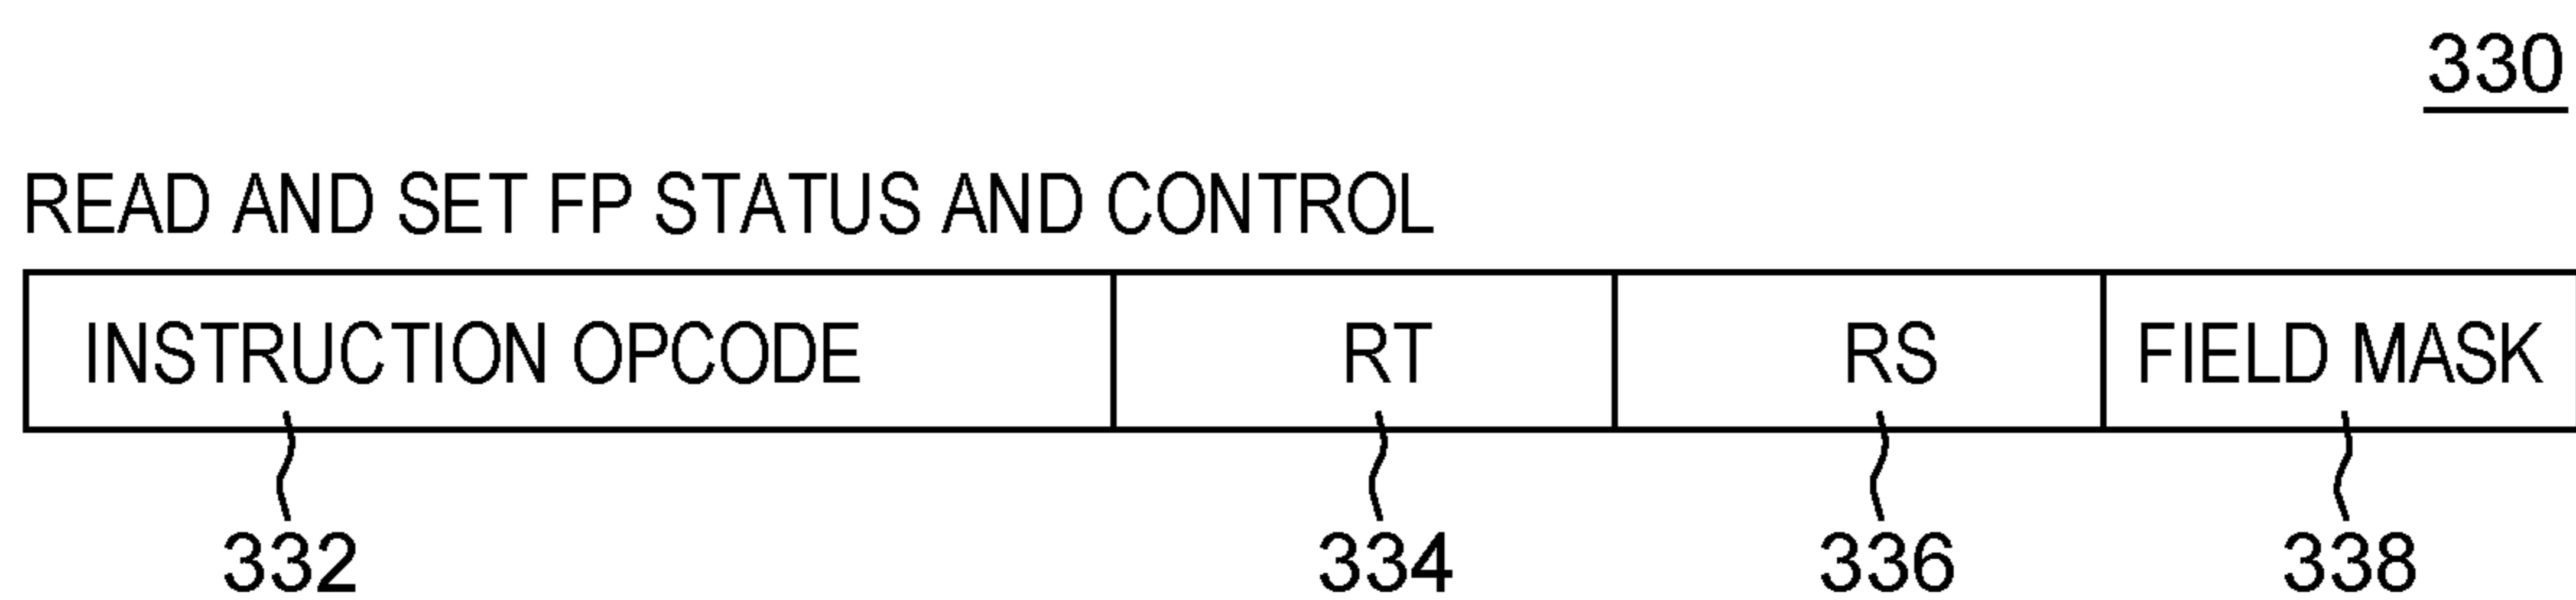 330
READ AND SET FP STATUS AND CONTROL
INSTRUCTION OPCODE RT RS FIELD MASK
332 334 336 338